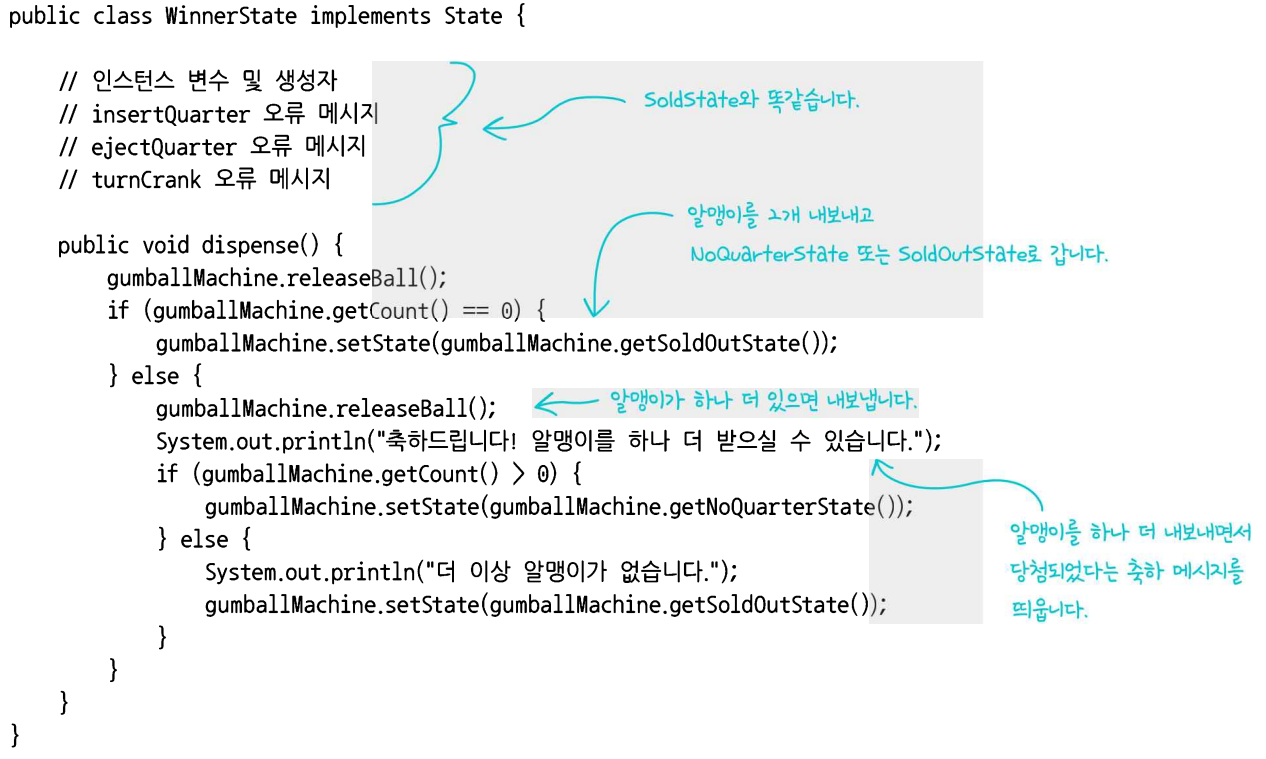 public class WinnerState implements State {
// 인스턴스 변수 및 생성자
// insertQuarter 오류 메시지
// ejectQuarter 오류 메시지
// turnCrank 오류 메시지
SoldState와 똑같습니다.
알맹이를 2개 내보내고
NoQuarterState 또는 SoldOutState로 갑니다.
public void dispense() {
gumballMachine.releaseBall();
if (gumballMachine.getCount() == 0) {
gumballMachine.setState(gumballMachine.getSoldOutState());
} else {
gumballMachine.releaseBall();
알맹이가 하나 더 있으면 내보냅니다.
System.out.println("축하드립니다! 알맹이를 하나 더 받으실 수 있습니다.");
if (gumballMachine.getCount() > 0) {
gumballMachine.setState(gumballMachine.getNoQuarterState());
} else {
System.out.println("더 이상 알맹이가 없습니다.");
gumballMachine.setState(gumballMachine.getSoldOutState());
알맹이를 하나 더 내보내면서
당첨되었다는 축하 메시지를
띄웁니다.
}
}
}
}